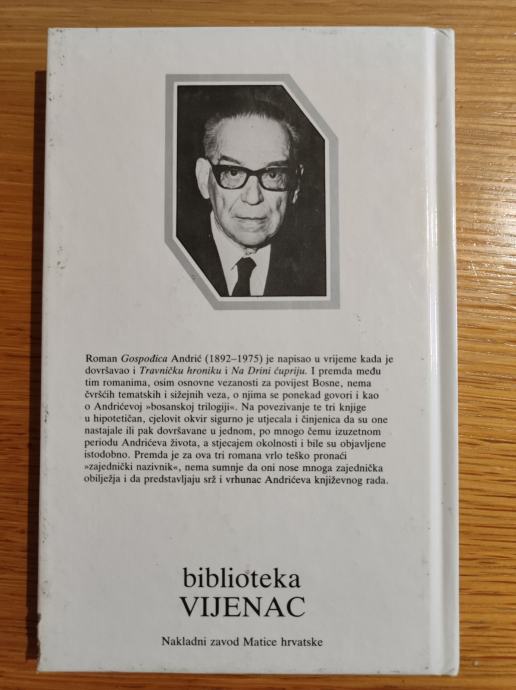 Roman Gospođica Andrić (1892–1975) je napisao u vrijeme kada je
dovršavao i Travničku hroniku i Na Drini ćupriju. I premda među
tim romanima, osim osnovne vezanosti za povijest Bosne, nema
čvršćih tematskih i sižejnih veza, o njima se ponekad govori i kao
o Andrićevoj »bosanskoj trilogiji«. Na povezivanje te tri knjige
u hipotetičan, cjelovit okvir sigurno je utjecala i činjenica da su one
nastajale ili pak dovršavane u jednom, po mnogo čemu izuzetnom
periodu Andrićeva života, a stjecajem okolnosti i bile su objavljene
istodobno. Premda je za ova tri romana vrlo teško pronaći
»zajednički nazivnik«, nema sumnje da oni nose mnoga zajednička
obilježja i da predstavljaju srž i vrhunac Andrićeva književnog rada.
biblioteka
VIJENAC
Nakladni zavod Matice hrvatske